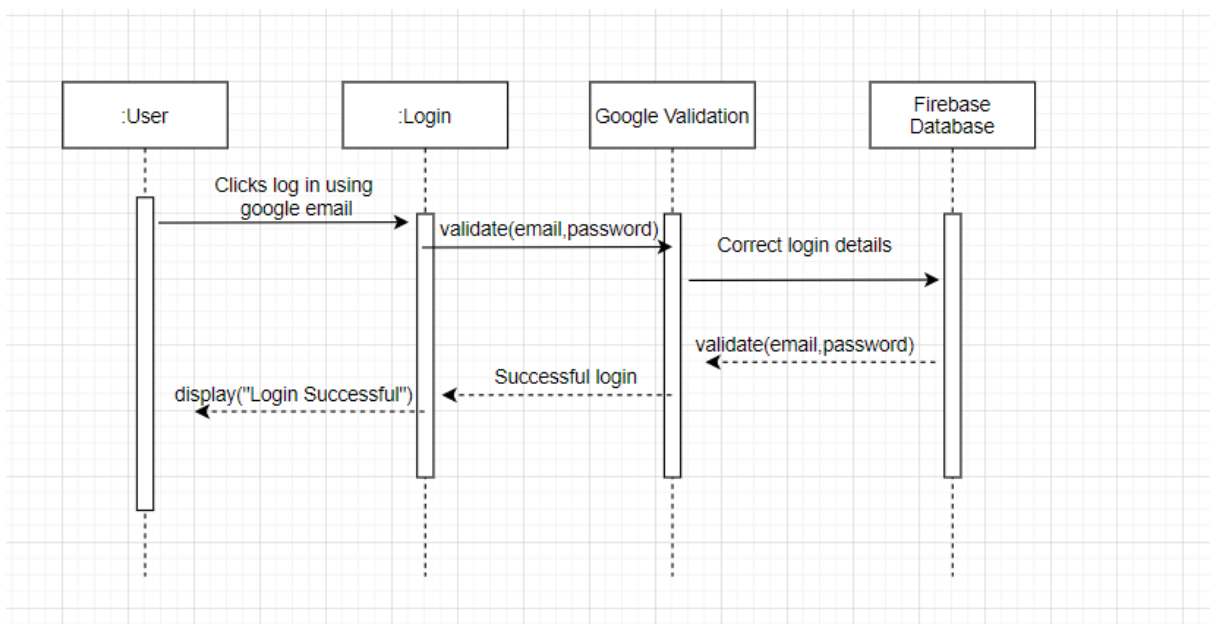 :User
:Login
Google Validation
Firebase
Database
Clicks log in using
google email
validate(email,password)
Correct login details
validate(email,password)
Successful login
display("Login Successful")